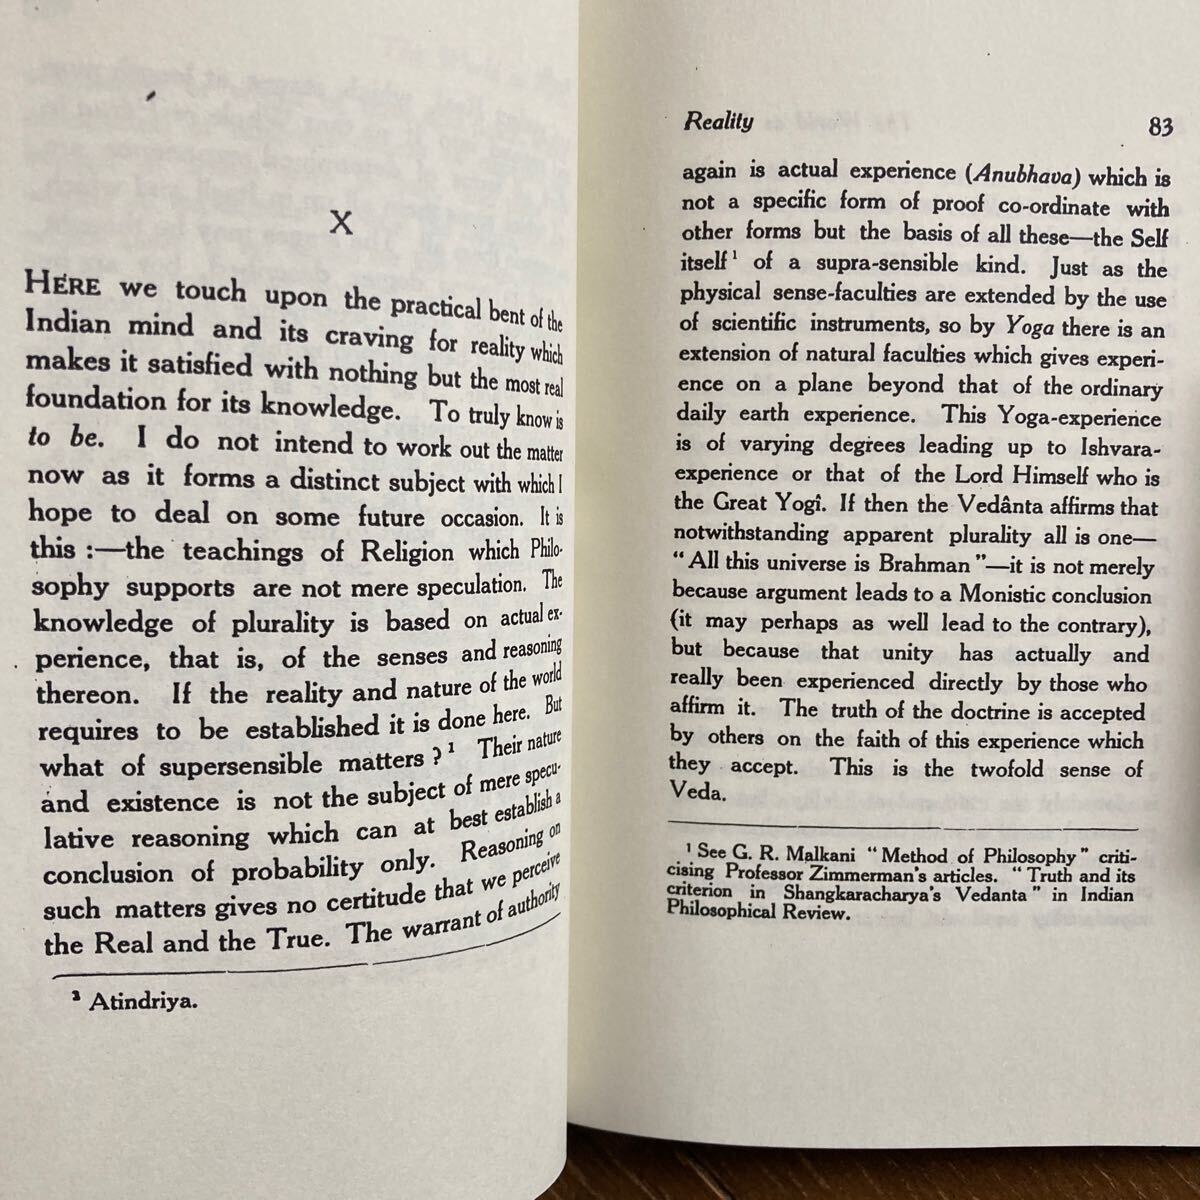 X
HERE we touch upon the practical bent of the
Indian mind and its craving for reality which
makes it satisfied with nothing but the most real
foundation for its knowledge. To truly know is
to be. I do not intend to work out the matter
now as it forms a distinct subject with which I
hope to deal on some future occasion. It is
this :—the teachings of Religion which Philo-
sophy supports are not mere speculation. The
knowledge of plurality is based on actual ex-
perience, that is, of the senses and reasoning
thereon. If the reality and nature of the world
requires to be established it is done here. But
what of supersensible matters ?¹ Their nature
and existence is not the subject of mere specu-
lative reasoning which can at best establish a
conclusion of probability only. Reasoning on
such matters gives no certitude that we perceive
the Real and the True. The warrant of authority
¹ Atindriya.
Reality 83
again is actual experience (Anubhava) which is
not a specific form of proof co-ordinate with
other forms but the basis of all these—the Self
itself¹ of a supra-sensible kind. Just as the
physical sense-faculties are extended by the use
of scientific instruments, so by Yoga there is an
extension of natural faculties which gives experi-
ence on a plane beyond that of the ordinary
daily earth experience. This Yoga-experience
is of varying degrees leading up to Ishvara-
experience or that of the Lord Himself who is
the Great Yogî. If then the Vedânta affirms that
notwithstanding apparent plurality all is one—
“All this universe is Brahman”—it is not merely
because argument leads to a Monistic conclusion
(it may perhaps as well lead to the contrary),
but because that unity has actually and
really been experienced directly by those who
affirm it. The truth of the doctrine is accepted
by others on the faith of this experience which
they accept. This is the twofold sense of
Veda.
¹ See G. R. Malkani “Method of Philosophy” criti-
cising Professor Zimmerman's articles. “Truth and its
criterion in Shangkaracharya's Vedanta” in Indian
Philosophical Review.